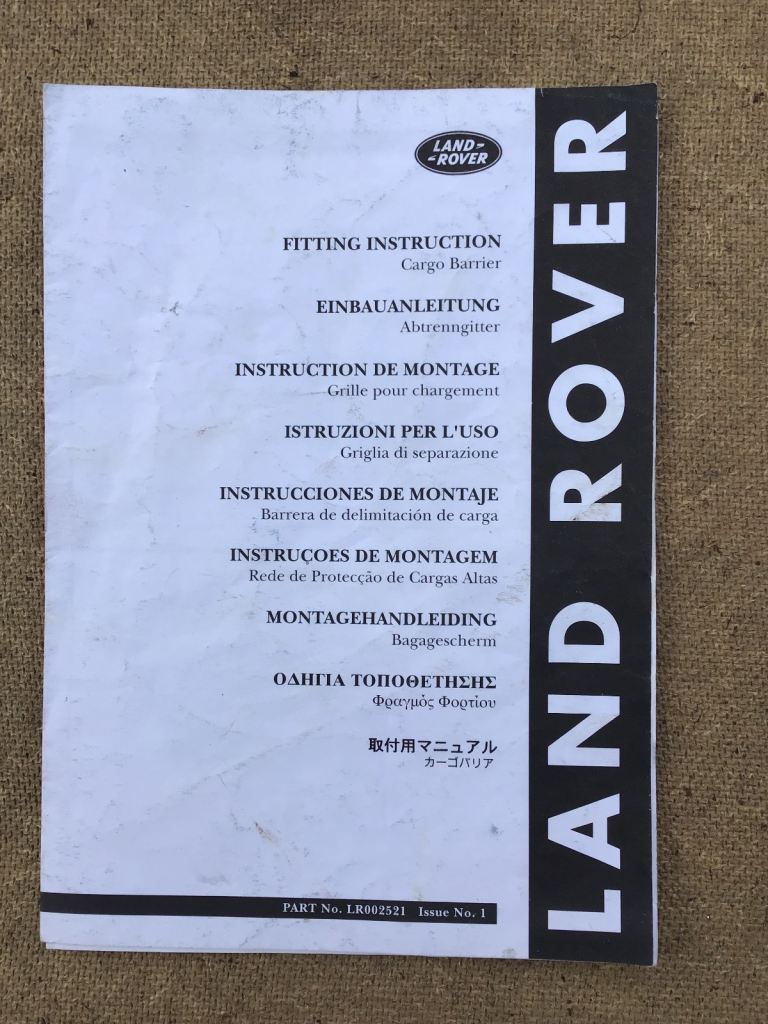 LAND-
-ROVER
FITTING INSTRUCTION
Cargo Barrier
EINBAUANLEITUNG
Abtrenngitter
INSTRUCTION DE MONTAGE
Grille pour chargement
ISTRUZIONI PER L'USO
Griglia di separazione
INSTRUCCIONES DE MONTAJE
Barrera de delimitación de carga
INSTRUÇOES DE MONTAGEM
Rede de Protecção de Cargas Altas
MONTAGEHANDLEIDING
Bagagescherm
ΟΔΗΓΙΑ ΤΟΠΟΘΕΤΗΣΗΣ
Φραγμός Φορτίου
取付用マニュアル
カーゴバリア
PART No. LR002521 Issue No. 1
LAND ROVER